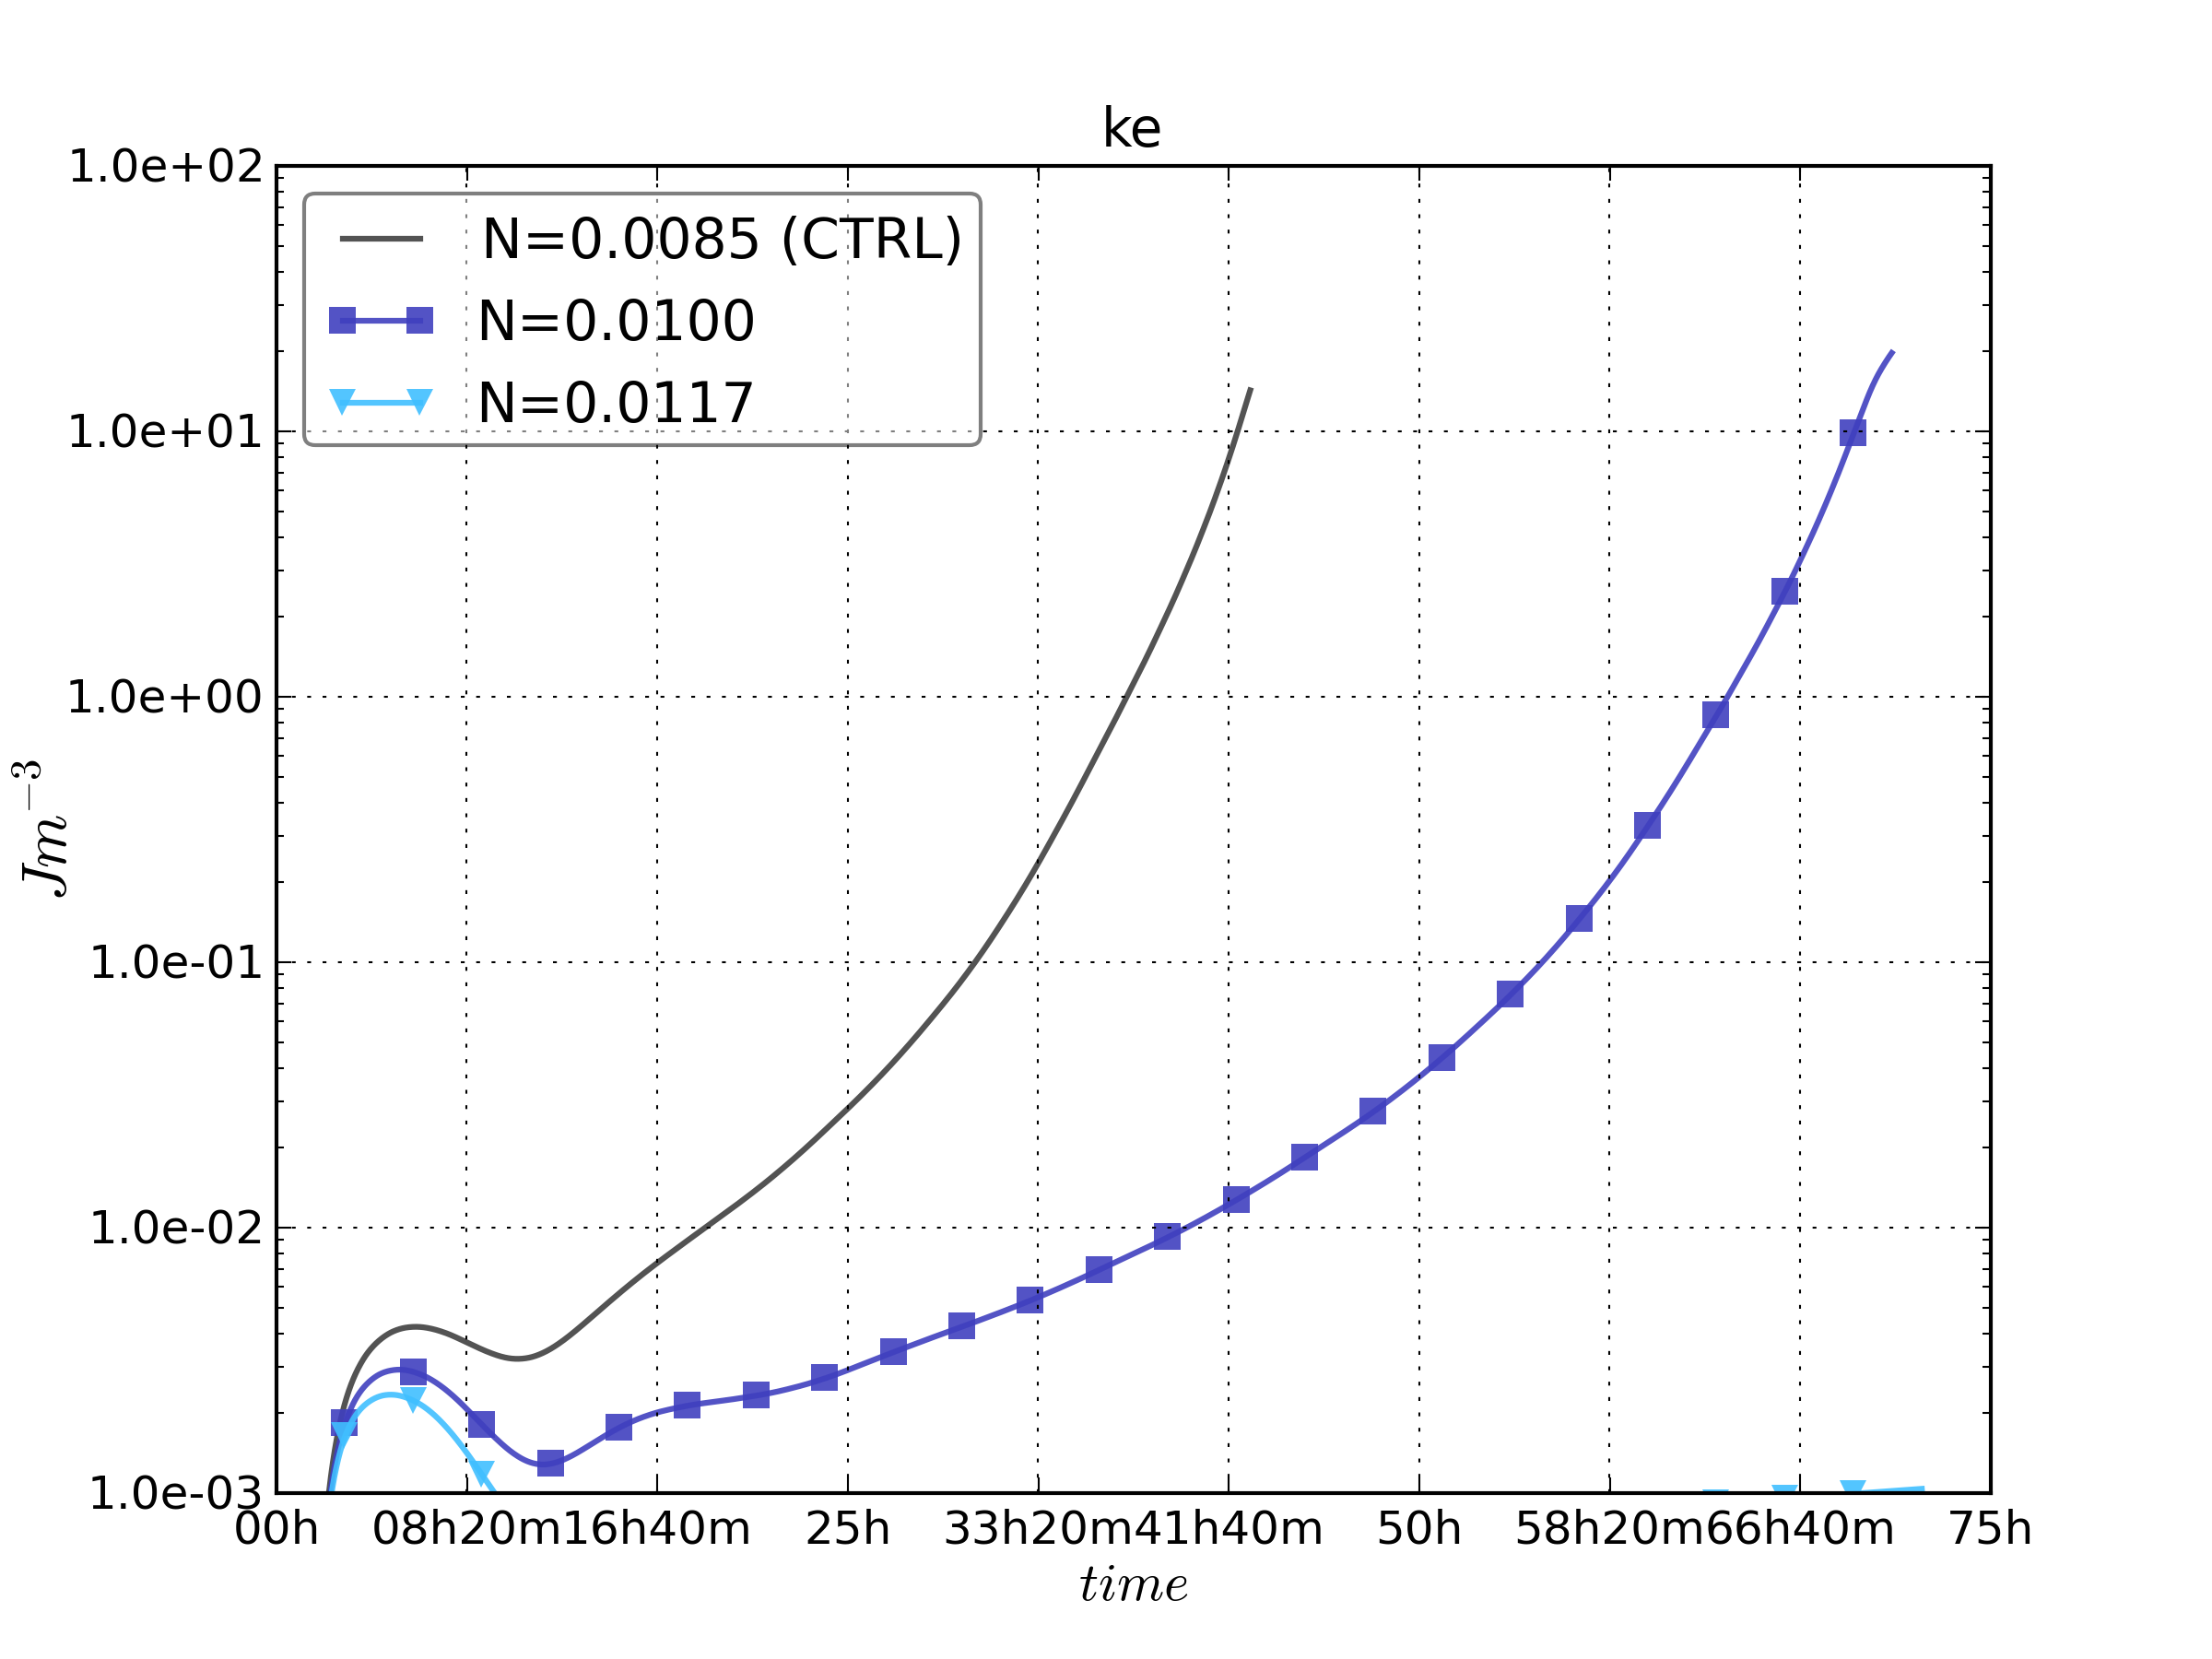 ke
1.0e+02
1.0e+01
1.0e+00
1.0e-01
1.0e-02
1.0e-03
Jm⁻³
N=0.0085 (CTRL)
N=0.0100
N=0.0117
00h 08h20m 16h40m 25h 33h20m 41h40m 50h 58h20m 66h40m 75h
time